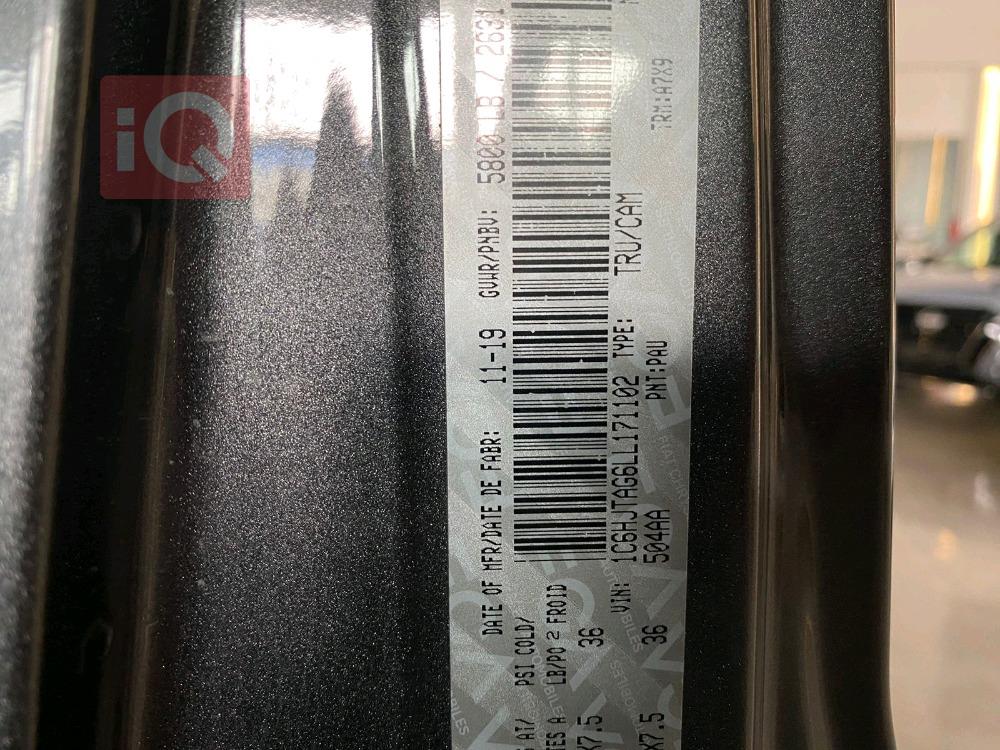 iQ
DATE OF MFR/DATE DE FABR: 11-19 GVWR/PNBV: 5800 LB / 2631
PSI COLD/
LB/PO 2 FROID
X7.5 36 VIN: 1C6HJTAG6LL171102 TYPE: TRU/CAM
X7.5 36 504AA PNT:PAU TRM:A7X9